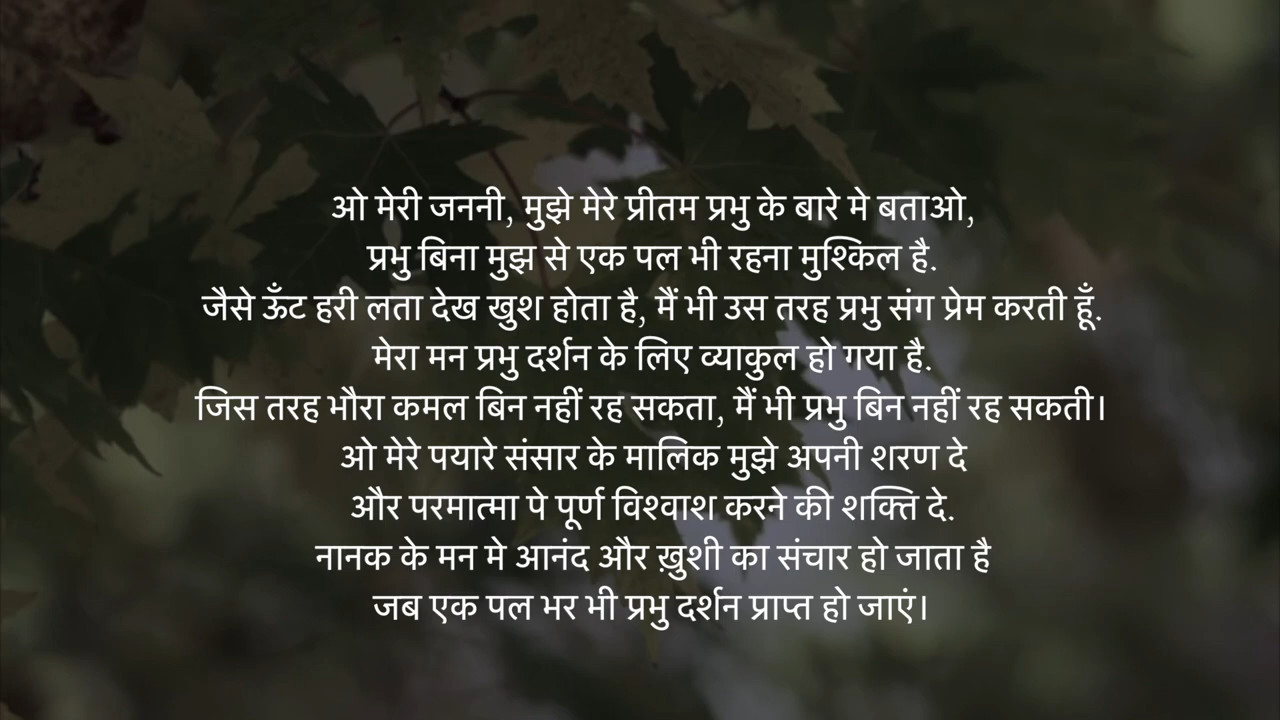 ओ मेरी जननी, मुझे मेरे प्रीतम प्रभु के बारे मे बताओ,
प्रभु बिना मुझ से एक पल भी रहना मुश्किल है.
जैसे ऊँट हरी लता देख खुश होता है, मैं भी उस तरह प्रभु संग प्रेम करती हूँ.
मेरा मन प्रभु दर्शन के लिए व्याकुल हो गया है.
जिस तरह भौरा कमल बिन नहीं रह सकता, मैं भी प्रभु बिन नहीं रह सकती।
ओ मेरे पयारे संसार के मालिक मुझे अपनी शरण दे
और परमात्मा पे पूर्ण विश्वाश करने की शक्ति दे.
नानक के मन मे आनंद और ख़ुशी का संचार हो जाता है
जब एक पल भर भी प्रभु दर्शन प्राप्त हो जाएं।